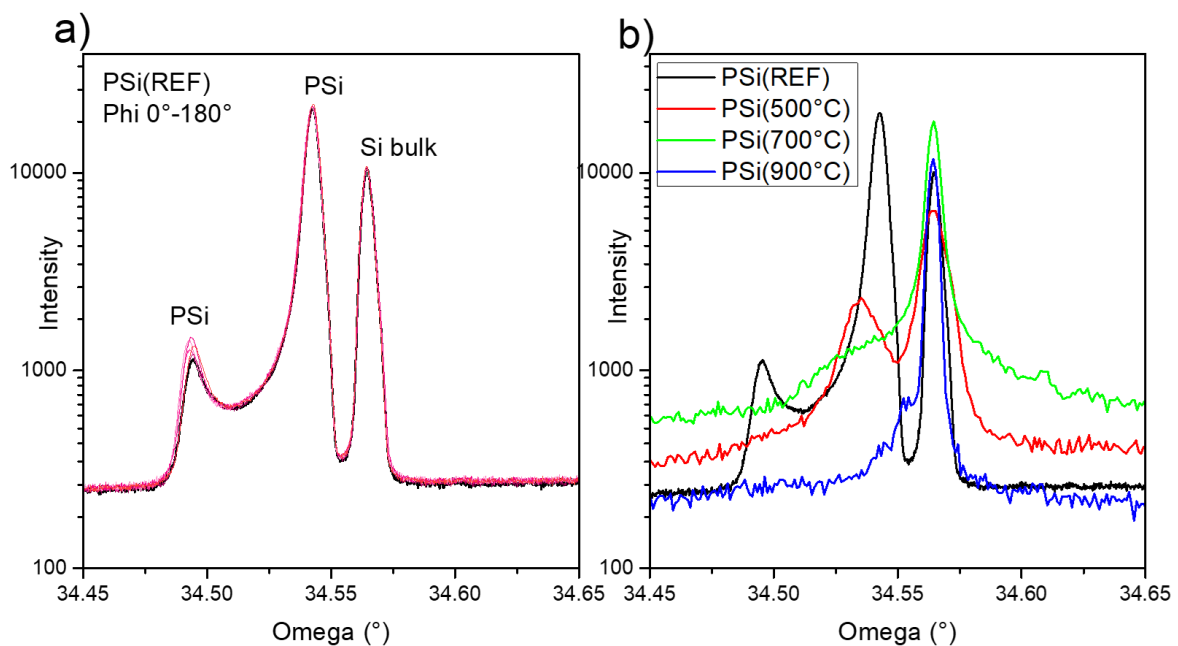 a)
PSi(REF)
Phi 0°-180°
PSi
Si bulk
PSi
10000
1000
100
Intensity
34.45 34.50 34.55 34.60 34.65
Omega (°)
b)
PSi(REF)
PSi(500°C)
PSi(700°C)
PSi(900°C)
10000
1000
100
Intensity
34.45 34.50 34.55 34.60 34.65
Omega (°)